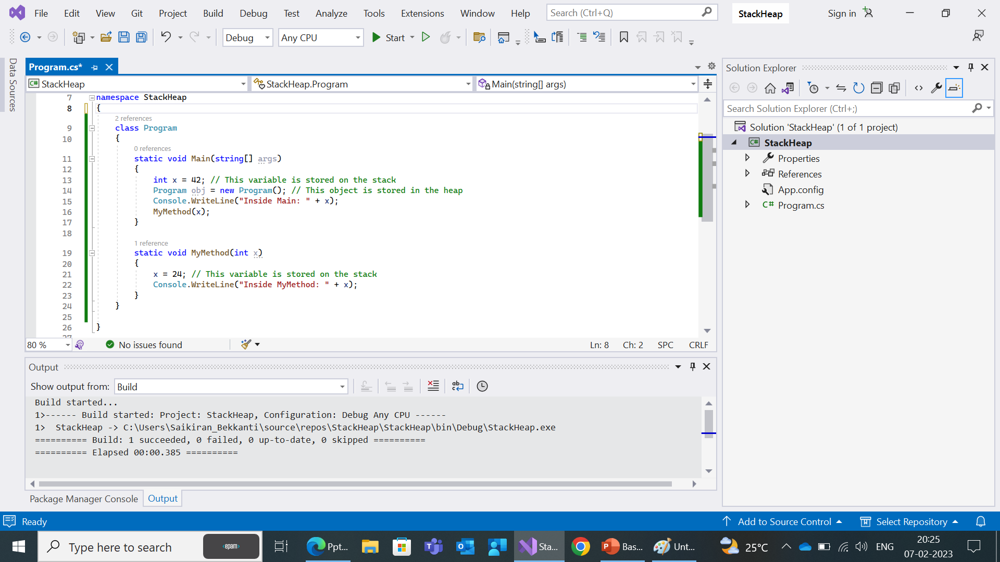 File Edit View Git Project Build Debug Test Analyze Tools Extensions Window Help Search (Ctrl+Q) StackHeap Sign in
Debug Any CPU Start
Data Sources
Program.cs*
StackHeap StackHeap.Program Main(string[] args)
7 namespace StackHeap
8 {
2 references
9 class Program
10 {
0 references
11 static void Main(string[] args)
12 {
13 int x = 42; // This variable is stored on the stack
14 Program obj = new Program(); // This object is stored in the heap
15 Console.WriteLine("Inside Main: " + x);
16 MyMethod(x);
17 }
18
1 reference
19 static void MyMethod(int x)
20 {
21 x = 24; // This variable is stored on the stack
22 Console.WriteLine("Inside MyMethod: " + x);
23 }
24 }
25
26 }
80 % No issues found Ln: 8 Ch: 2 SPC CRLF
Output
Show output from: Build
Build started...
1>------ Build started: Project: StackHeap, Configuration: Debug Any CPU ------
1>  StackHeap -> C:\Users\Saikiran_Bekkanti\source\repos\StackHeap\StackHeap\bin\Debug\StackHeap.exe
========== Build: 1 succeeded, 0 failed, 0 up-to-date, 0 skipped ==========
========== Elapsed 00:00.385 ==========
Package Manager Console Output
Solution Explorer
Search Solution Explorer (Ctrl+;)
Solution 'StackHeap' (1 of 1 project)
C# StackHeap
Properties
References
App.config
C# Program.cs
Ready Add to Source Control Select Repository
Type here to search <epam> Ppt... Sta... Bas... Unt... 25°C ENG 20:25
07-02-2023